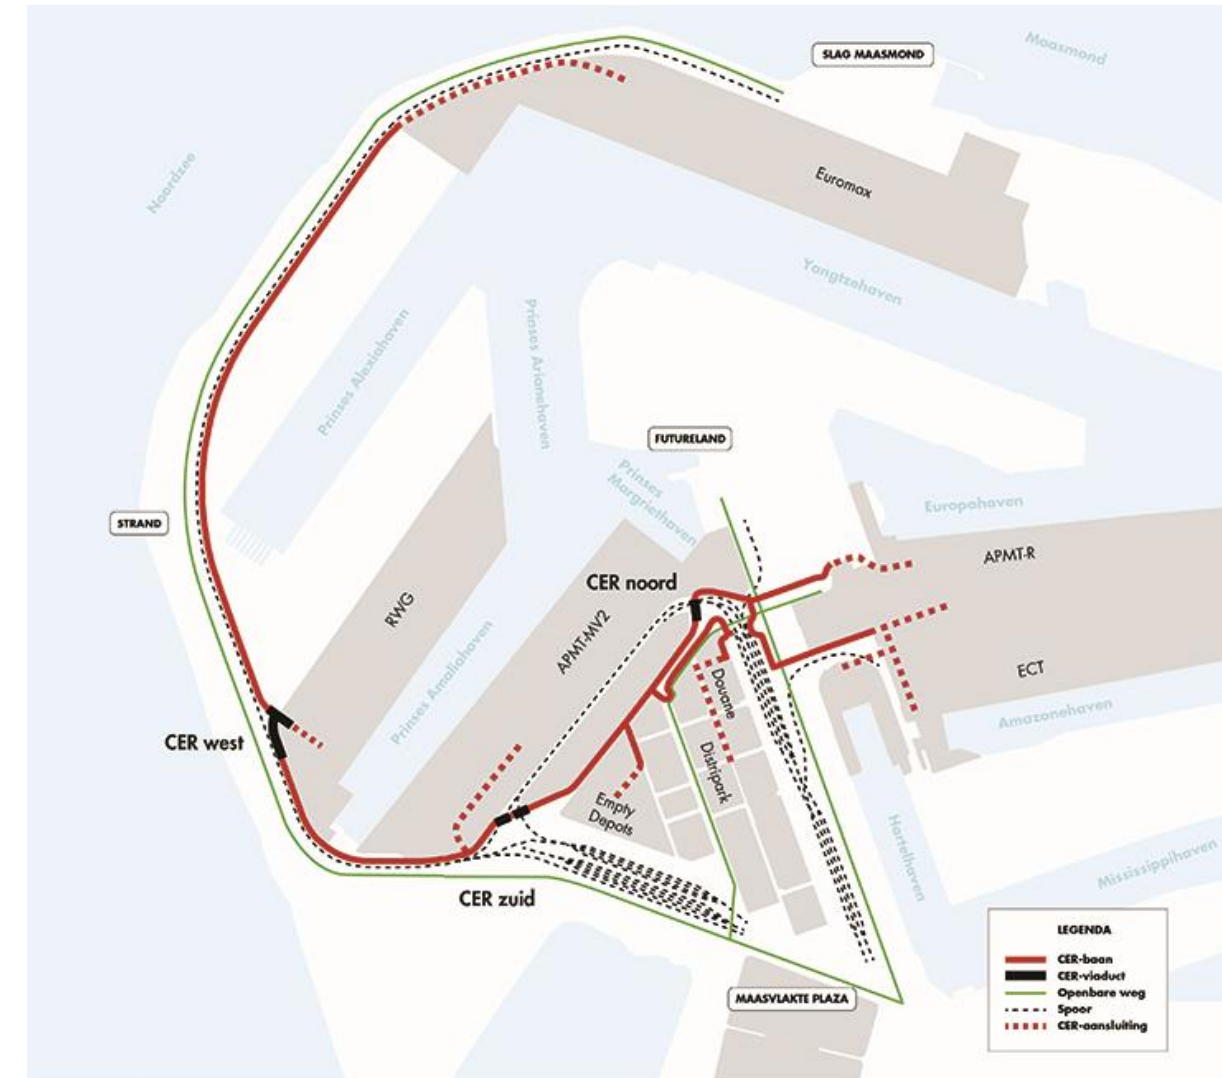 SLAG MAASMOND
Maasmond
Noordzee
Euromax
Yangtzehaven
Prinses Alexiahaven
Prinses Arianehaven
FUTURELAND
Prinses
Margriethaven
Europahaven
STRAND
APMT-R
CER noord
RWG
APMT-MV2
Prinses Amaliahaven
ECT
Douane
Amazonehaven
CER west
Distripark
Empty
Depots
Hartelhaven
Mississippihaven
CER zuid
MAASVLAKTE PLAZA
LEGENDA
CER-baan
CER-viaduct
Openbare weg
Spoor
CER-aansluiting